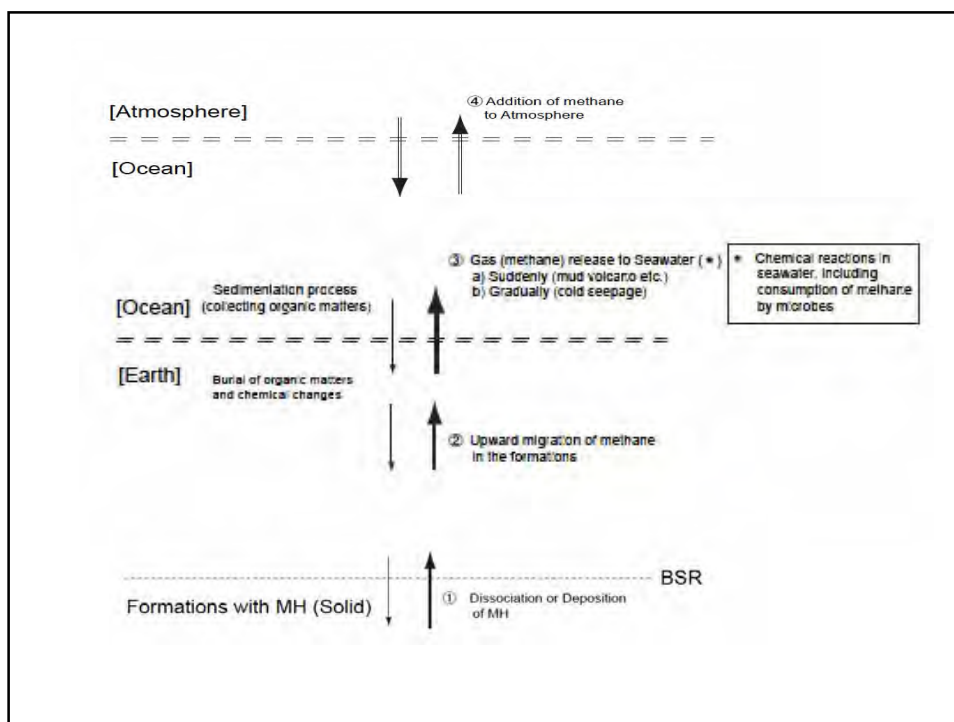 ④ Addition of methane
to Atmosphere
[Atmosphere]
[Ocean]
③ Gas (methane) release to Seawater (＊)
a) Suddenly (mud volcano etc.)
b) Gradually (cold seepage)
＊ Chemical reactions in
seawater, including
consumption of methane
by microbes
Sedimentation process
(collecting organic matters)
[Ocean]
[Earth]
Burial of organic matters
and chemical changes
② Upward migration of methane
in the formations
BSR
Formations with MH (Solid)
① Dissociation or Deposition
of MH